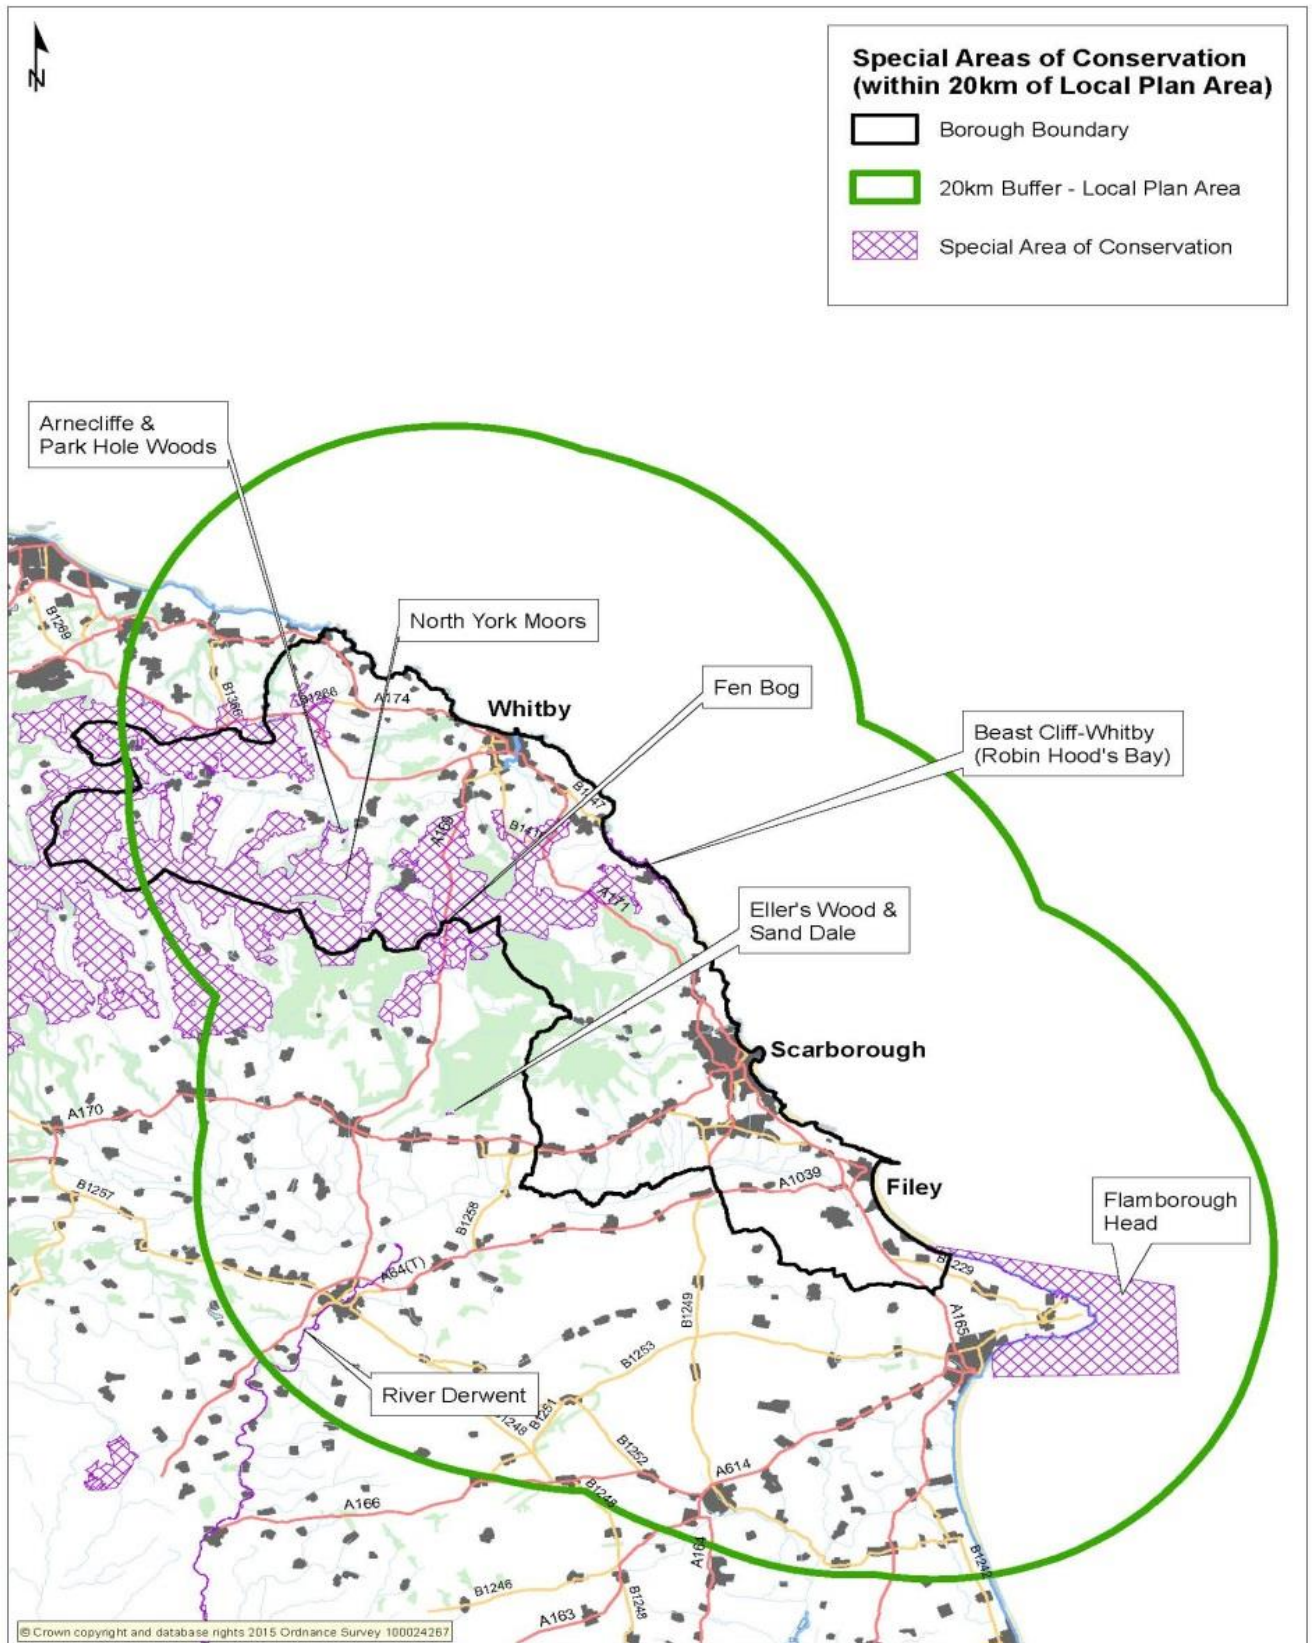 N
Special Areas of Conservation
(within 20km of Local Plan Area)
Borough Boundary
20km Buffer - Local Plan Area
Special Area of Conservation
Arnecliffe &
Park Hole Woods
North York Moors
B1269
B1366
B1266
A174
Fen Bog
Whitby
Beast Cliff-Whitby
(Robin Hood's Bay)
B1447
A169
B1416
A171
Eller's Wood &
Sand Dale
Scarborough
A170
A1039
Filey
B1257
B1258
Flamborough
Head
A64(T)
B1229
B1249
A165
B1253
River Derwent
B1248
B1251
B1252
A614
B1248
A166
A164
B1242
B1246
B1248
A163
© Crown copyright and database rights 2015 Ordnance Survey 100024267